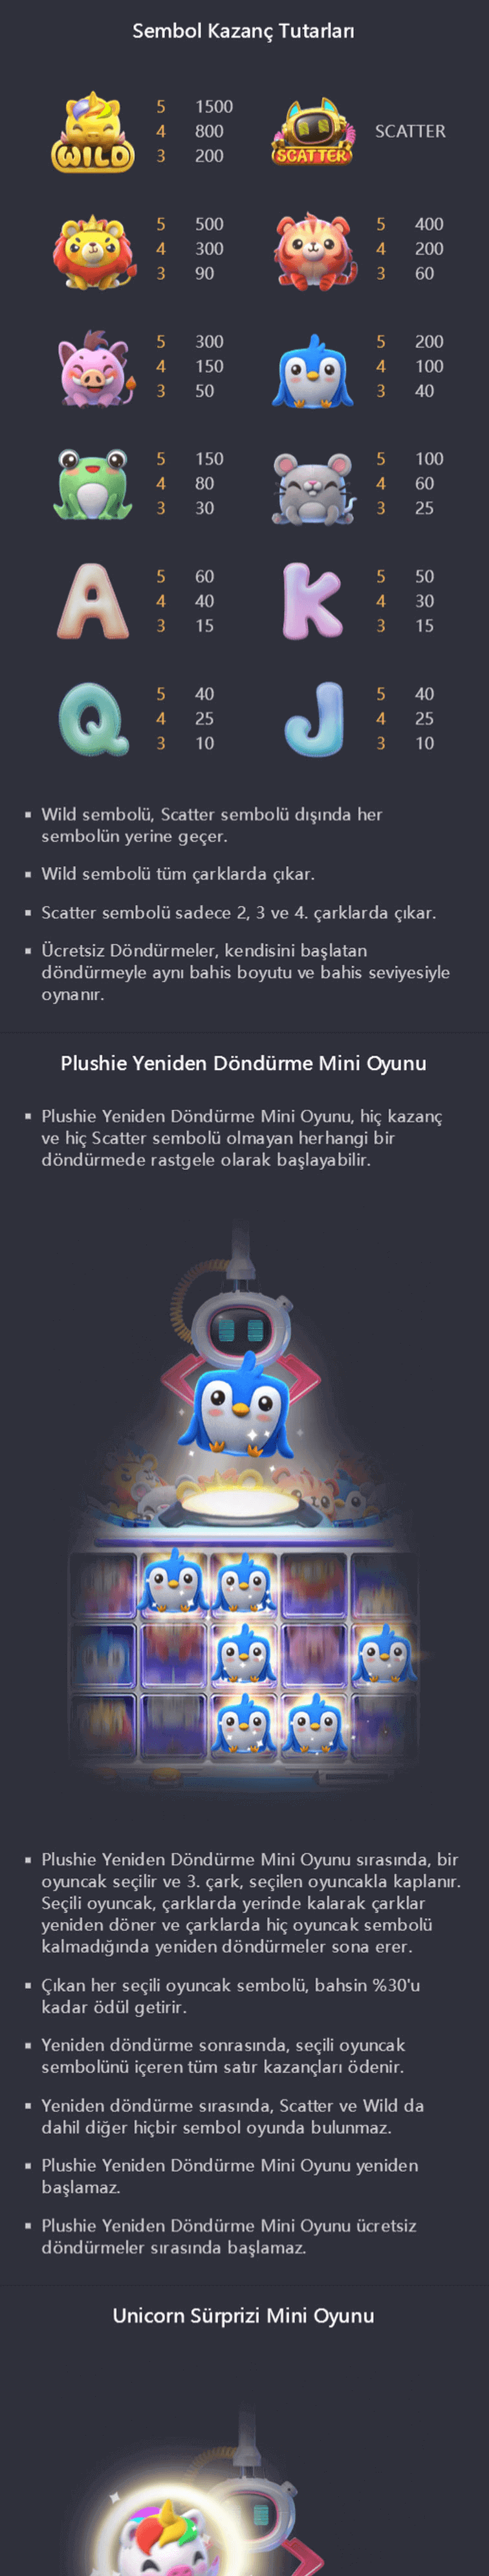 Sembol Kazanç Tutarları
5 1500
4 800
3 200
WILD
SCATTER
SCATTER
5 500
4 300
3 90
5 400
4 200
3 60
5 300
4 150
3 50
5 200
4 100
3 40
5 150
4 80
3 30
5 100
4 60
3 25
A
5 60
4 40
3 15
K
5 50
4 30
3 15
Q
5 40
4 25
3 10
J
5 40
4 25
3 10
▪ Wild sembolü, Scatter sembolü dışında her
sembolün yerine geçer.
▪ Wild sembolü tüm çarklarda çıkar.
▪ Scatter sembolü sadece 2, 3 ve 4. çarklarda çıkar.
▪ Ücretsiz Döndürmeler, kendisini başlatan
döndürmeyle aynı bahis boyutu ve bahis seviyesiyle
oynanır.
Plushie Yeniden Döndürme Mini Oyunu
▪ Plushie Yeniden Döndürme Mini Oyunu, hiç kazanç
ve hiç Scatter sembolü olmayan herhangi bir
döndürmede rastgele olarak başlayabilir.
▪ Plushie Yeniden Döndürme Mini Oyunu sırasında, bir
oyuncak seçilir ve 3. çark, seçilen oyuncakla kaplanır.
Seçili oyuncak, çarklarda yerinde kalarak çarklar
yeniden döner ve çarklarda hiç oyuncak sembolü
kalmadığında yeniden döndürmeler sona erer.
▪ Çıkan her seçili oyuncak sembolü, bahsin %30'u
kadar ödül getirir.
▪ Yeniden döndürme sonrasında, seçili oyuncak
sembolünü içeren tüm satır kazançları ödenir.
▪ Yeniden döndürme sırasında, Scatter ve Wild da
dahil diğer hiçbir sembol oyunda bulunmaz.
▪ Plushie Yeniden Döndürme Mini Oyunu yeniden
başlamaz.
▪ Plushie Yeniden Döndürme Mini Oyunu ücretsiz
döndürmeler sırasında başlamaz.
Unicorn Sürprizi Mini Oyunu